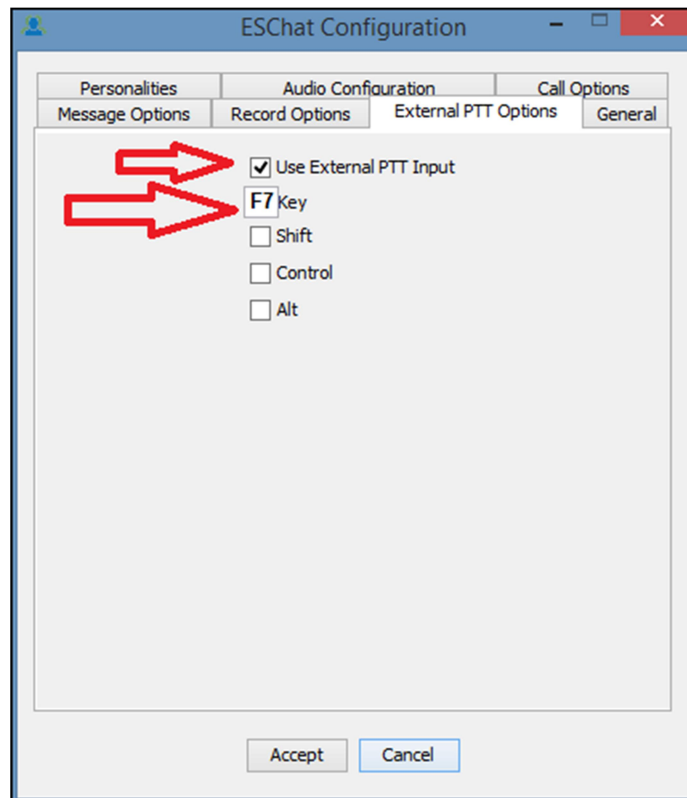 ESChat Configuration
Personalities Audio Configuration Call Options
Message Options Record Options External PTT Options General
Use External PTT Input
F7 Key
Shift
Control
Alt
Accept Cancel